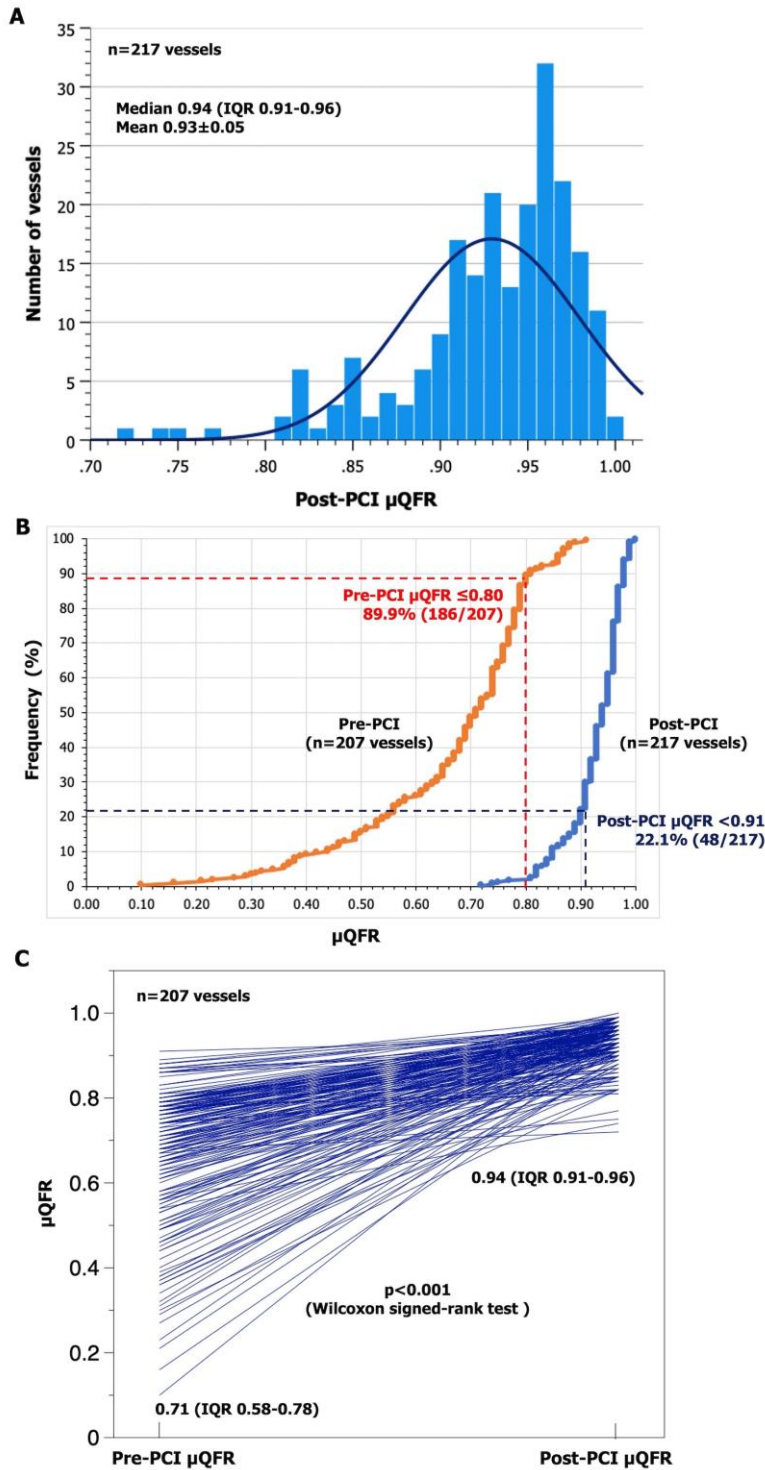 A
n=217 vessels
Median 0.94 (IQR 0.91-0.96)
Mean 0.93±0.05
Number of vessels
35
30
25
20
15
10
5
0
.70 .75 .80 .85 .90 .95 1.00
Post-PCI µQFR
B
Frequency (%)
100
90
80
70
60
50
40
30
20
10
0
Pre-PCI µQFR ≤0.80
89.9% (186/207)
Pre-PCI
(n=207 vessels)
Post-PCI
(n=217 vessels)
Post-PCI µQFR <0.91
22.1% (48/217)
0.00 0.10 0.20 0.30 0.40 0.50 0.60 0.70 0.80 0.90 1.00
µQFR
C
n=207 vessels
µQFR
1.0
0.8
0.6
0.4
0.2
0
0.94 (IQR 0.91-0.96)
p<0.001
(Wilcoxon signed-rank test )
0.71 (IQR 0.58-0.78)
Pre-PCI µQFR Post-PCI µQFR